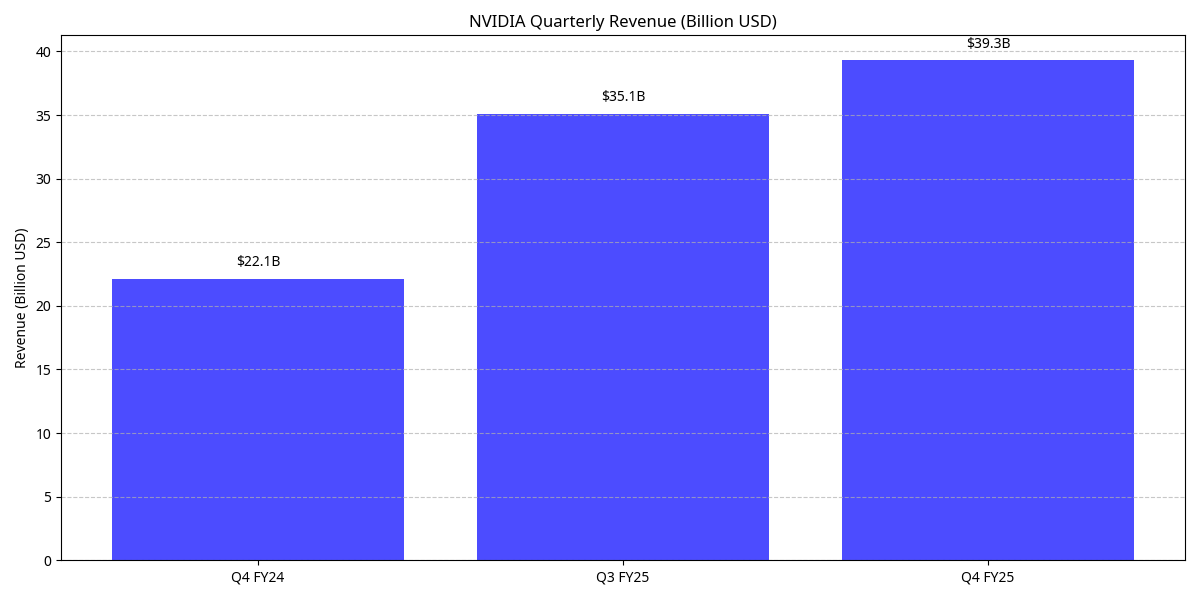 NVIDIA Quarterly Revenue (Billion USD)
Revenue (Billion USD)
40
35
30
25
20
15
10
5
0
$22.1B
$35.1B
$39.3B
Q4 FY24
Q3 FY25
Q4 FY25